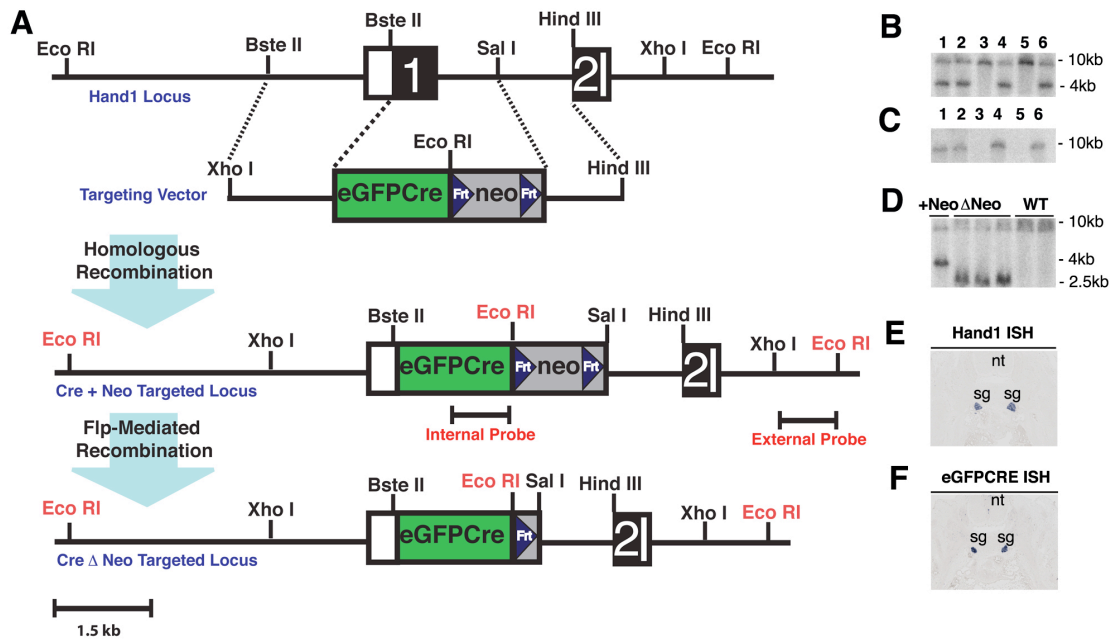 A
Eco RI
Bste II
Bste II
Sal I
Hind III
Xho I
Eco RI
1
2
Hand1 Locus
Xho I
Eco RI
Hind III
Targeting Vector
eGFPCre
Frt
neo
Frt
Homologous
Recombination
Eco RI
Xho I
Bste II
Eco RI
Sal I
Hind III
Xho I
Eco RI
eGFPCre
Frt
neo
Frt
2
Cre + Neo Targeted Locus
Internal Probe
External Probe
Flp-Mediated
Recombination
Eco RI
Xho I
Bste II
Eco RI
Sal I
Hind III
Xho I
Eco RI
eGFPCre
Frt
2
Cre Δ Neo Targeted Locus
1.5 kb
B
1 2 3 4 5 6
- 10kb
- 4kb
C
1 2 3 4 5 6
- 10kb
D
+Neo ΔNeo WT
- 10kb
- 4kb
- 2.5kb
E
Hand1 ISH
nt
sg sg
F
eGFPCRE ISH
nt
sg sg